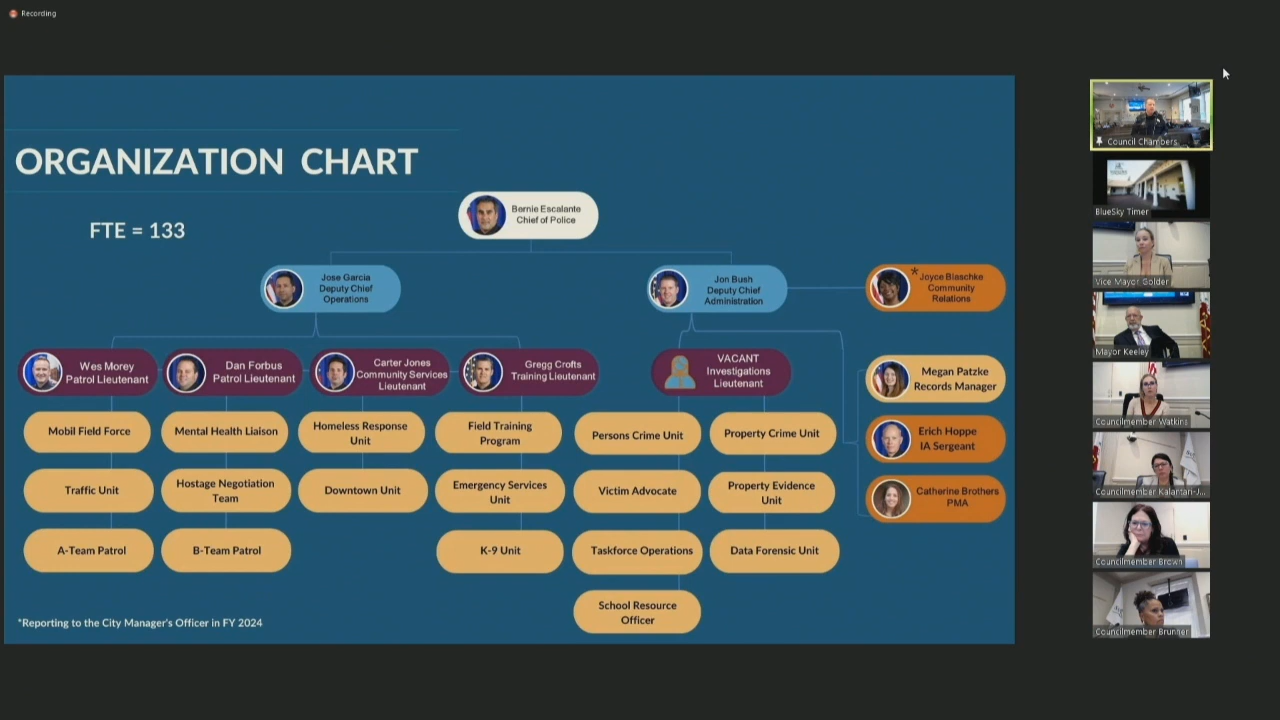 Recording
ORGANIZATION CHART
FTE = 133
Bernie Escalante
Chief of Police
Jose Garcia
Deputy Chief
Operations
Jon Bush
Deputy Chief
Administration
*
Joyce Blaschke
Community
Relations
Wes Morey
Patrol Lieutenant
Dan Forbus
Patrol Lieutenant
Carter Jones
Community Services
Lieutenant
Gregg Crofts
Training Lieutenant
VACANT
Investigations
Lieutenant
Megan Patzke
Records Manager
Erich Hoppe
IA Sergeant
Catherine Brothers
PMA
Mobil Field Force
Mental Health Liaison
Homeless Response
Unit
Field Training
Program
Persons Crime Unit
Property Crime Unit
Traffic Unit
Hostage Negotiation
Team
Downtown Unit
Emergency Services
Unit
Victim Advocate
Property Evidence
Unit
A-Team Patrol
B-Team Patrol
K-9 Unit
Taskforce Operations
Data Forensic Unit
School Resource
Officer
*Reporting to the City Manager's Officer in FY 2024
Council Chambers
BlueSky Timer
Vice Mayor Golder
Mayor Keeley
Councilmember Watkins
Councilmember Kalantari-J...
Councilmember Brown
Councilmember Brunner